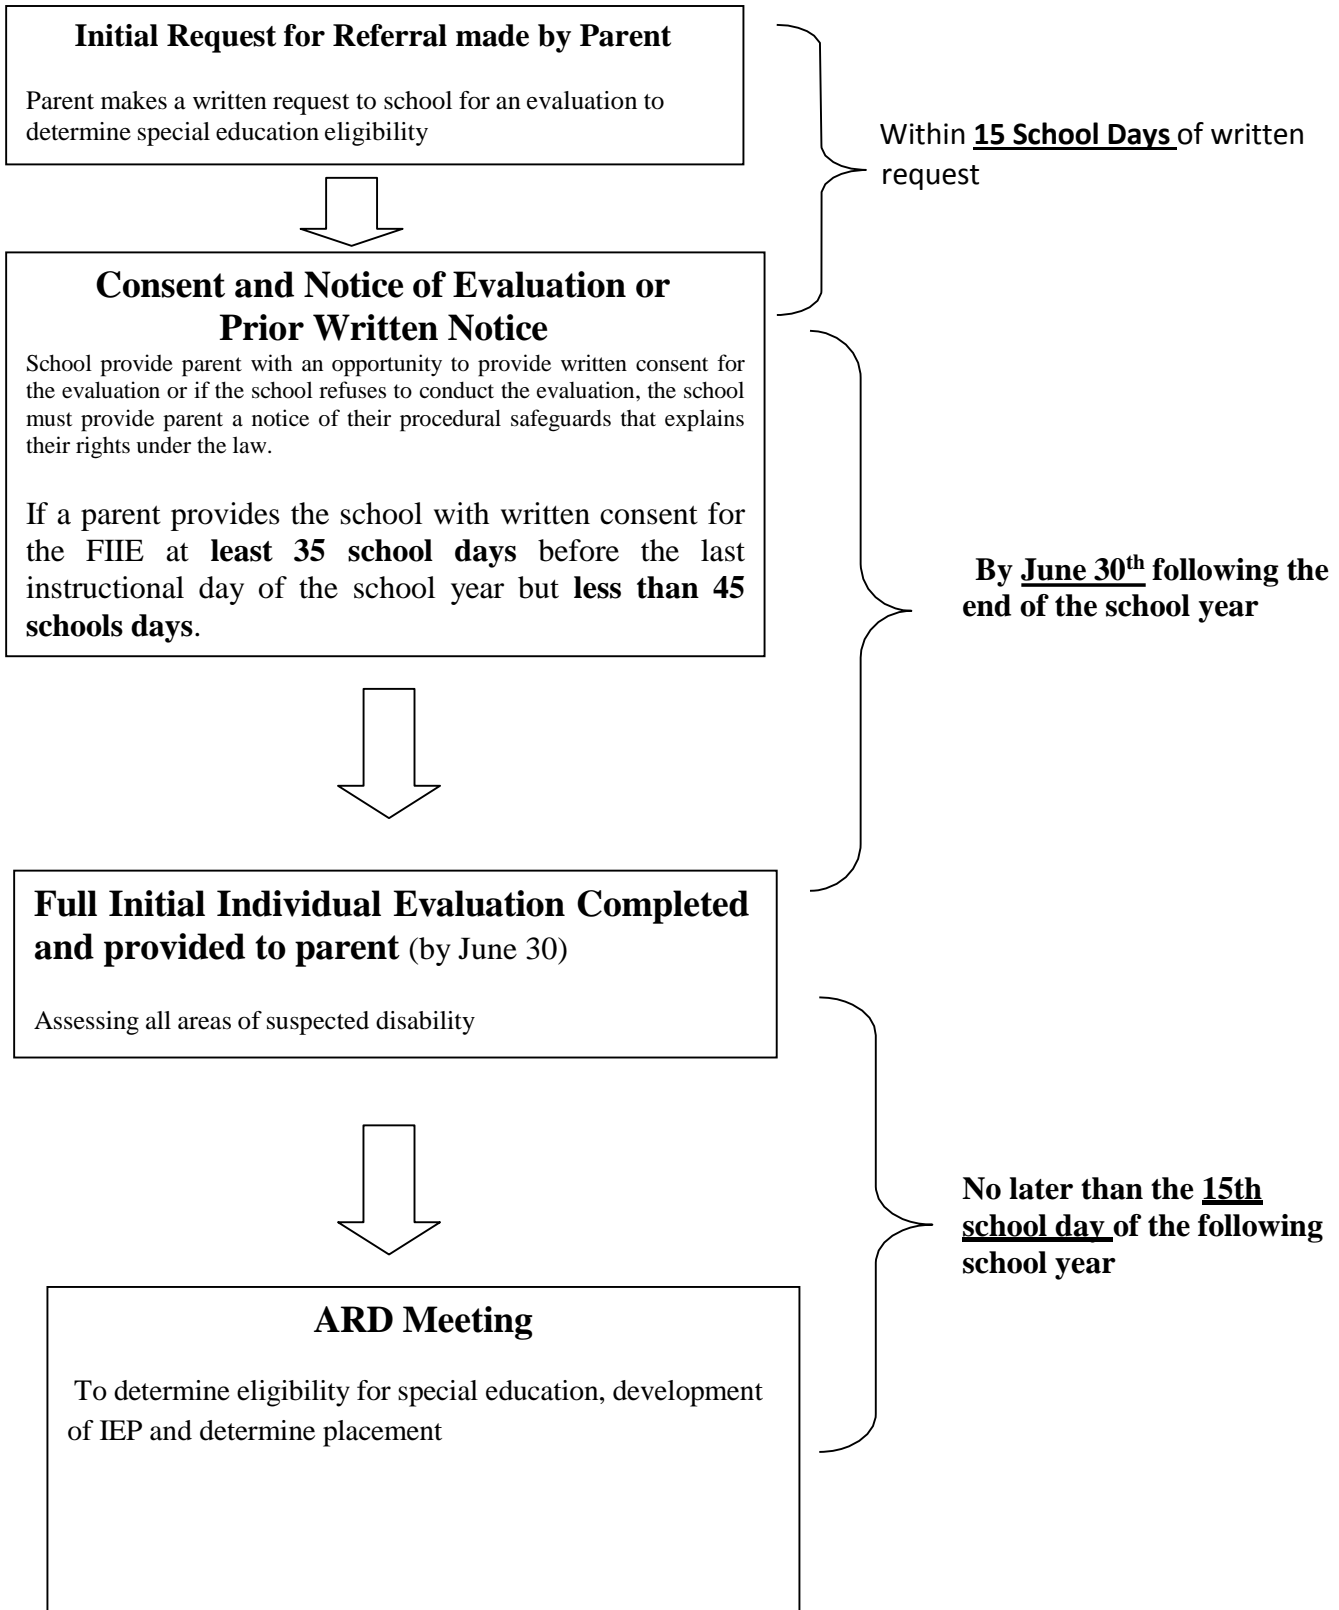 Initial Request for Referral made by Parent
Parent makes a written request to school for an evaluation to
determine special education eligibility
Within 15 School Days of written
request
Consent and Notice of Evaluation or
Prior Written Notice
School provide parent with an opportunity to provide written consent for
the evaluation or if the school refuses to conduct the evaluation, the school
must provide parent a notice of their procedural safeguards that explains
their rights under the law.
If a parent provides the school with written consent for
the FIIE at least 35 school days before the last
instructional day of the school year but less than 45
schools days.
By June 30th following the
end of the school year
Full Initial Individual Evaluation Completed
and provided to parent (by June 30)
Assessing all areas of suspected disability
No later than the 15th
school day of the following
school year
ARD Meeting
To determine eligibility for special education, development
of IEP and determine placement